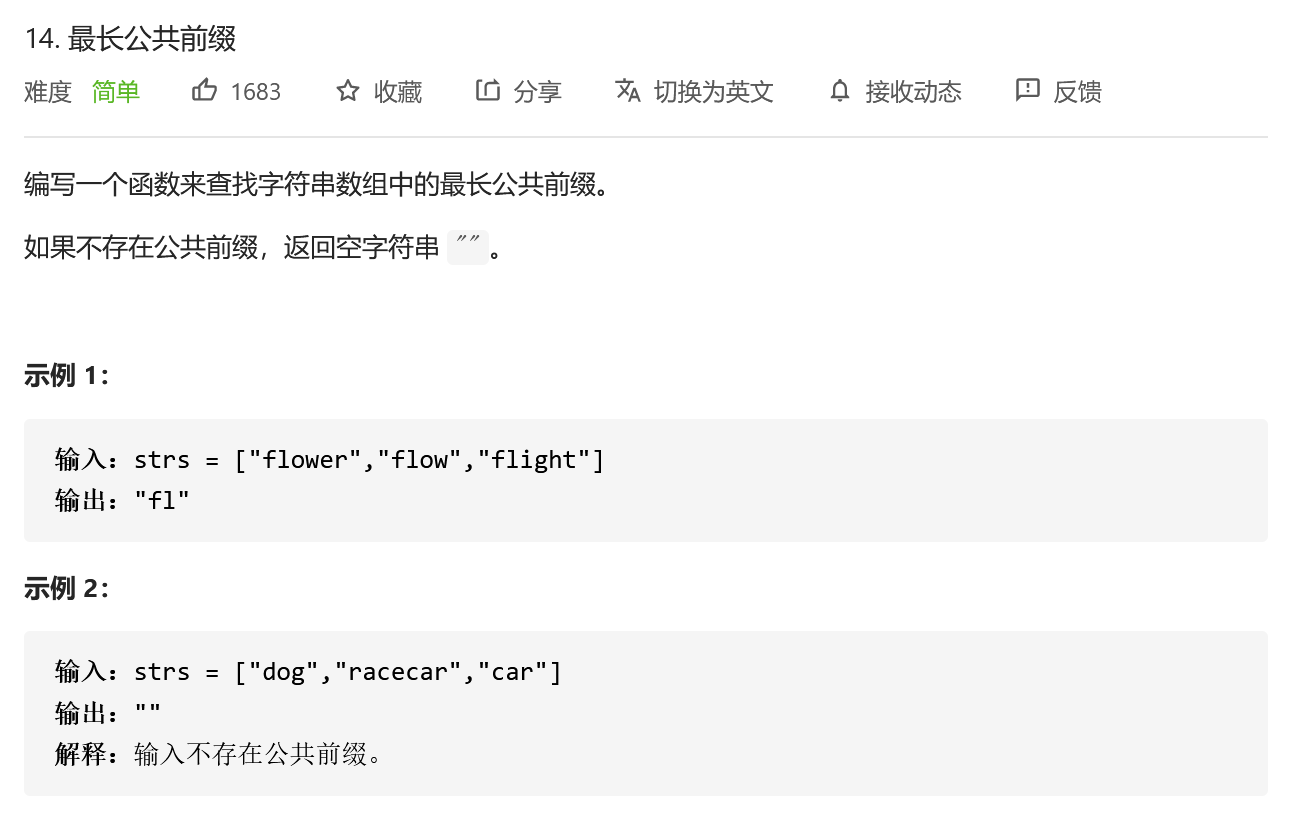 14. 最长公共前缀
难度 简单 1683 收藏 分享 切换为英文 接收动态 反馈
编写一个函数来查找字符串数组中的最长公共前缀。
如果不存在公共前缀，返回空字符串 ""。
示例 1：
输入：strs = ["flower","flow","flight"]
输出："fl"
示例 2：
输入：strs = ["dog","racecar","car"]
输出：""
解释：输入不存在公共前缀。